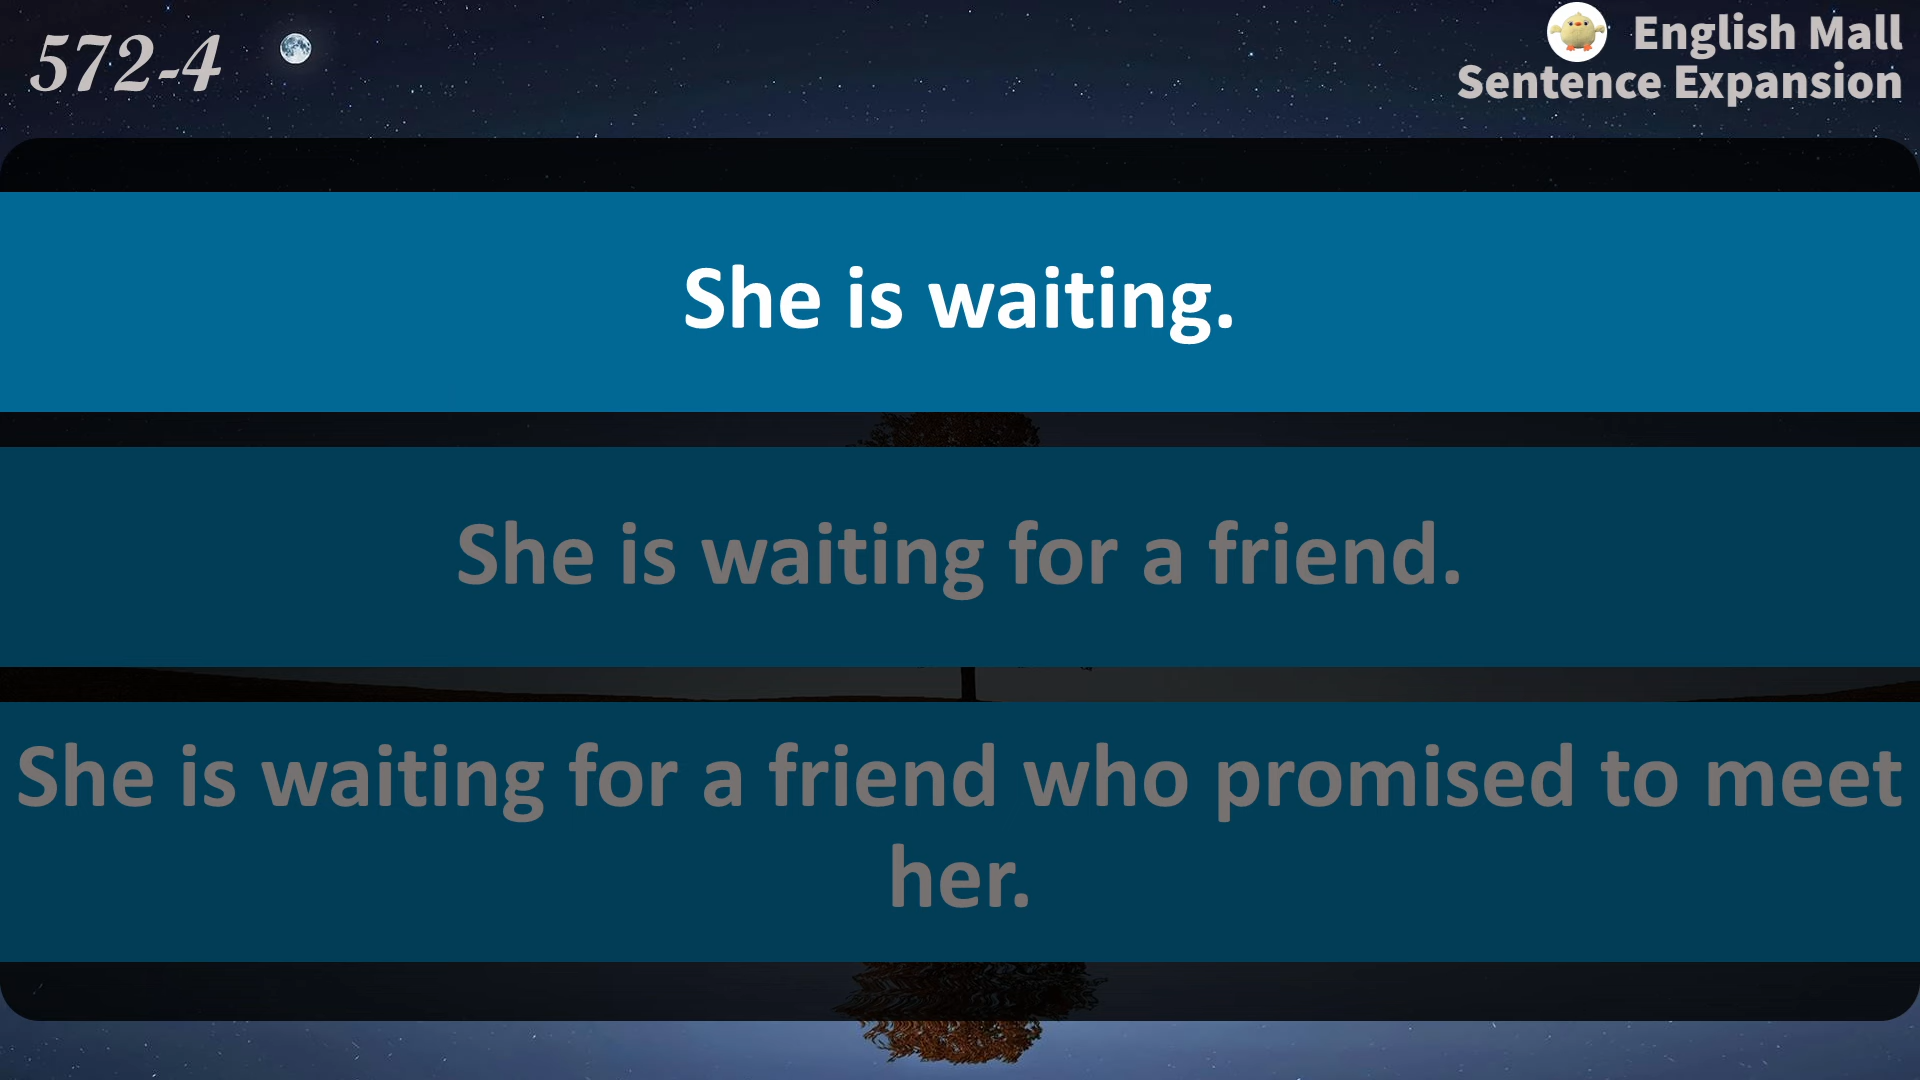 572-4
English Mall
Sentence Expansion
She is waiting.
She is waiting for a friend.
She is waiting for a friend who promised to meet
her.